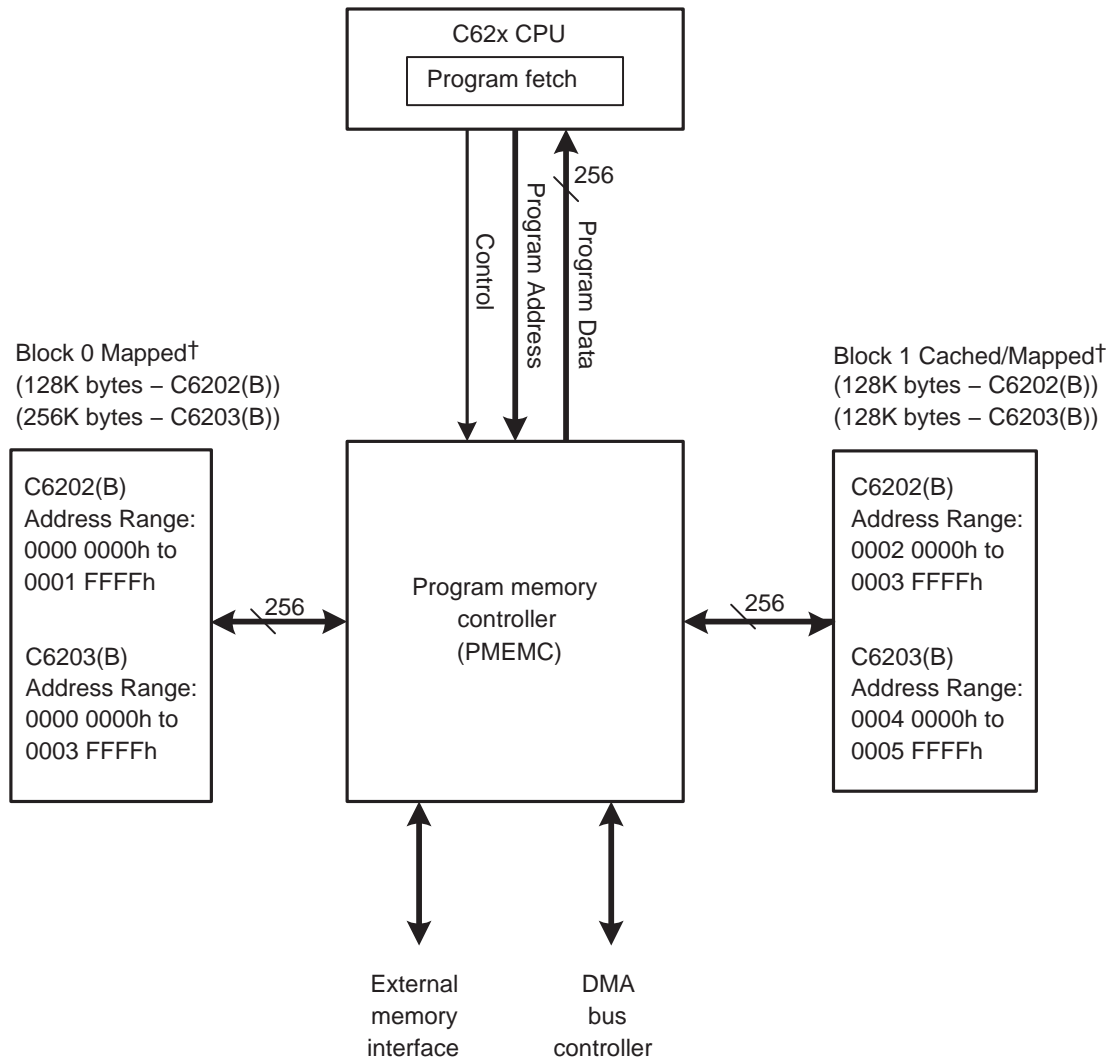 C62x CPU
Program fetch
256
Control
Program Address
Program Data
Block 0 Mapped†
(128K bytes – C6202(B))
(256K bytes – C6203(B))
Block 1 Cached/Mapped†
(128K bytes – C6202(B))
(128K bytes – C6203(B))
C6202(B)
Address Range:
0000 0000h to
0001 FFFFh
C6203(B)
Address Range:
0000 0000h to
0003 FFFFh
256
Program memory
controller
(PMEMC)
256
C6202(B)
Address Range:
0002 0000h to
0003 FFFFh
C6203(B)
Address Range:
0004 0000h to
0005 FFFFh
External
memory
interface
DMA
bus
controller